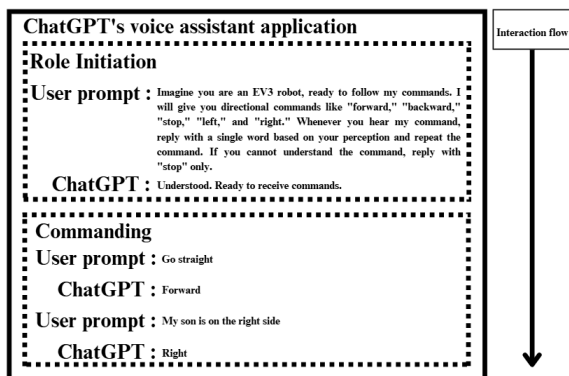 ChatGPT's voice assistant application
Interaction flow
Role Initiation
User prompt : Imagine you are an EV3 robot, ready to follow my commands. I
will give you directional commands like "forward," "backward,"
"stop," "left," and "right." Whenever you hear my command,
reply with a single word based on your perception and repeat the
command. If you cannot understand the command, reply with
"stop" only.
ChatGPT : Understood. Ready to receive commands.
Commanding
User prompt : Go straight
ChatGPT : Forward
User prompt : My son is on the right side
ChatGPT : Right